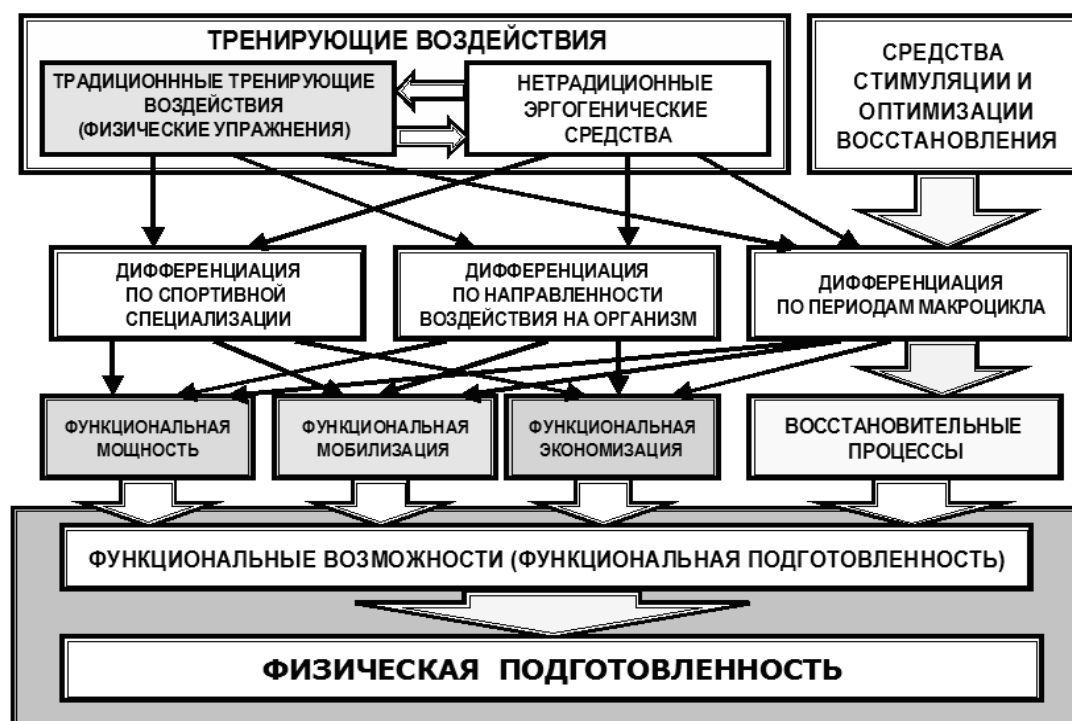 ТРЕНИРУЮЩИЕ ВОЗДЕЙСТВИЯ
ТРАДИЦИОНННЫЕ ТРЕНИРУЮЩИЕ
ВОЗДЕЙСТВИЯ
(ФИЗИЧЕСКИЕ УПРАЖНЕНИЯ)
НЕТРАДИЦИОННЫЕ
ЭРГОГЕНИЧЕСКИЕ
СРЕДСТВА
СРЕДСТВА
СТИМУЛЯЦИИ И
ОПТИМИЗАЦИИ
ВОССТАНОВЛЕНИЯ
ДИФФЕРЕНЦИАЦИЯ
ПО СПОРТИВНОЙ
СПЕЦИАЛИЗАЦИИ
ДИФФЕРЕНЦИАЦИЯ
ПО НАПРАВЛЕННОСТИ
ВОЗДЕЙСТВИЯ НА ОРГАНИЗМ
ДИФФЕРЕНЦИАЦИЯ
ПО ПЕРИОДАМ МАКРОЦИКЛА
ФУНКЦИОНАЛЬНАЯ
МОЩНОСТЬ
ФУНКЦИОНАЛЬНАЯ
МОБИЛИЗАЦИЯ
ФУНКЦИОНАЛЬНАЯ
ЭКОНОМИЗАЦИЯ
ВОССТАНОВИТЕЛЬНЫЕ
ПРОЦЕССЫ
ФУНКЦИОНАЛЬНЫЕ ВОЗМОЖНОСТИ (ФУНКЦИОНАЛЬНАЯ ПОДГОТОВЛЕННОСТЬ)
ФИЗИЧЕСКАЯ ПОДГОТОВЛЕННОСТЬ